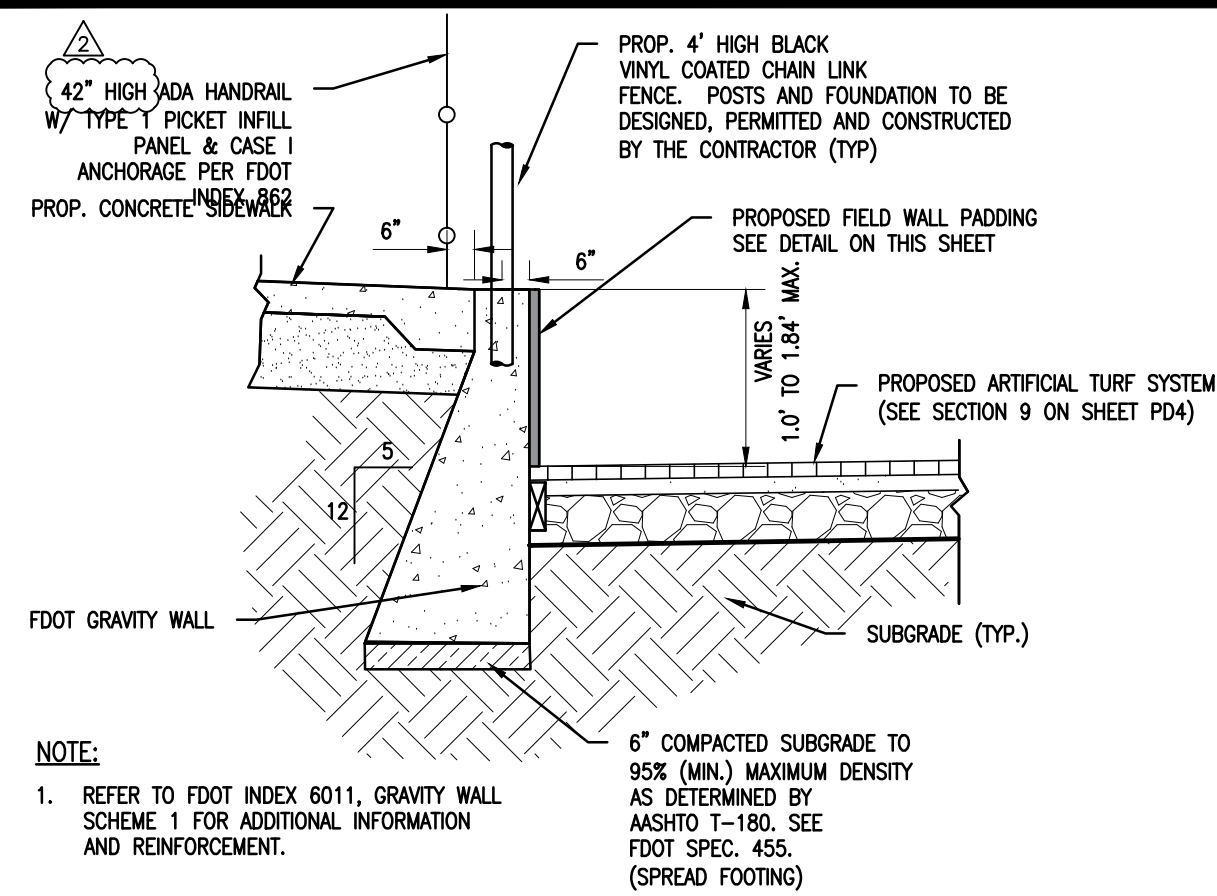 2
42" HIGH ADA HANDRAIL
W/ TYPE 1 PICKET INFILL
PANEL & CASE I
ANCHORAGE PER FDOT
INDEX 862
PROP. CONCRETE SIDEWALK
PROP. 4' HIGH BLACK
VINYL COATED CHAIN LINK
FENCE. POSTS AND FOUNDATION TO BE
DESIGNED, PERMITTED AND CONSTRUCTED
BY THE CONTRACTOR (TYP)
6"
6"
PROPOSED FIELD WALL PADDING
SEE DETAIL ON THIS SHEET
VARIES
1.0' TO 1.84' MAX.
PROPOSED ARTIFICIAL TURF SYSTEM
(SEE SECTION 9 ON SHEET PD4)
5
12
FDOT GRAVITY WALL
SUBGRADE (TYP.)
6" COMPACTED SUBGRADE TO
95% (MIN.) MAXIMUM DENSITY
AS DETERMINED BY
AASHTO T-180. SEE
FDOT SPEC. 455.
(SPREAD FOOTING)
NOTE:
1. REFER TO FDOT INDEX 6011, GRAVITY WALL
SCHEME 1 FOR ADDITIONAL INFORMATION
AND REINFORCEMENT.